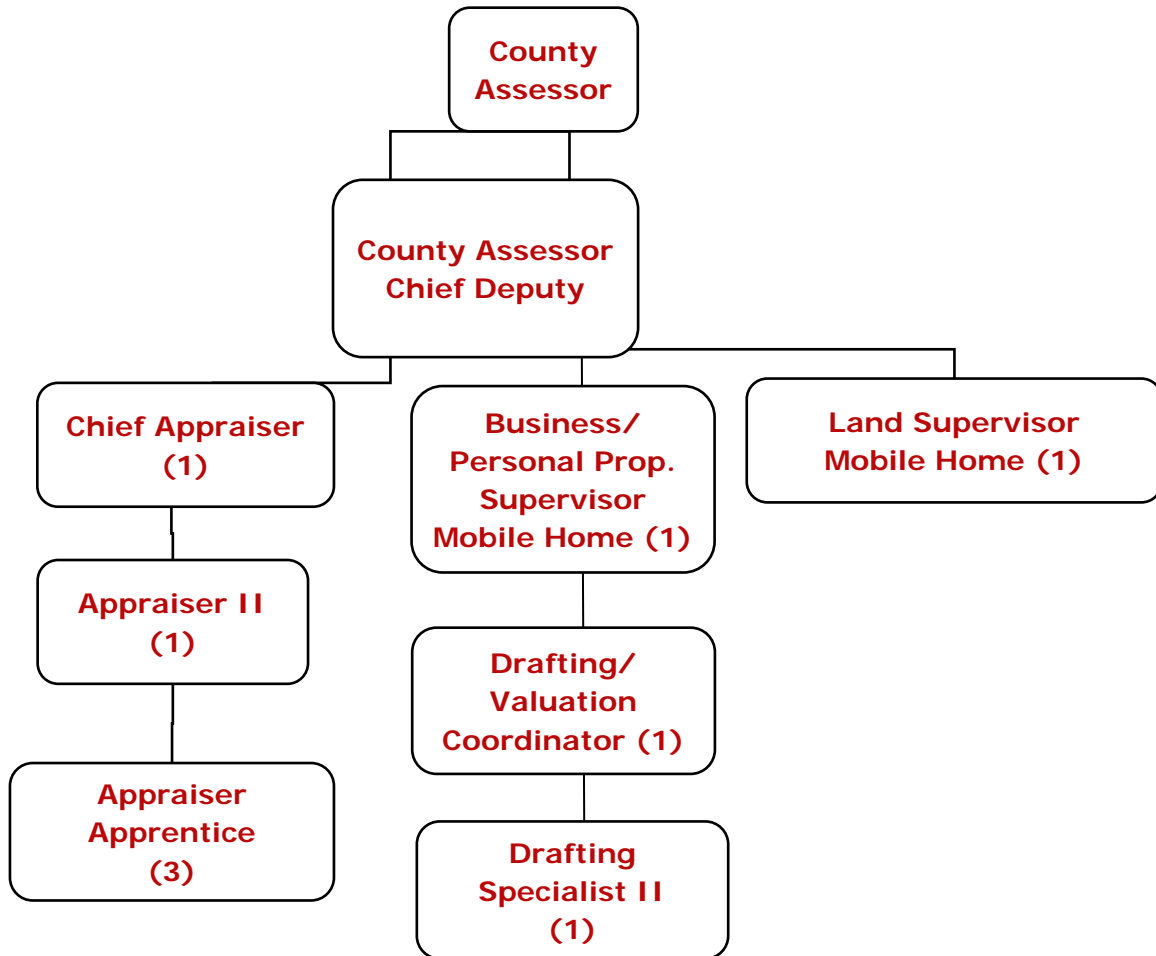 County
Assessor
County Assessor
Chief Deputy
Chief Appraiser
(1)
Business/
Personal Prop.
Supervisor
Mobile Home (1)
Land Supervisor
Mobile Home (1)
Appraiser II
(1)
Drafting/
Valuation
Coordinator (1)
Appraiser
Apprentice
(3)
Drafting
Specialist II
(1)